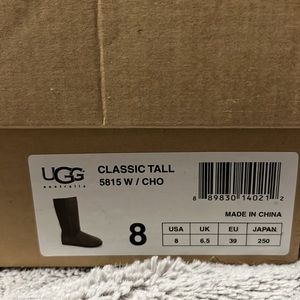 UGG
australia
CLASSIC TALL
5815 W / CHO
8 89830 14021 2
MADE IN CHINA
8
USA UK EU JAPAN
8 6.5 39 250